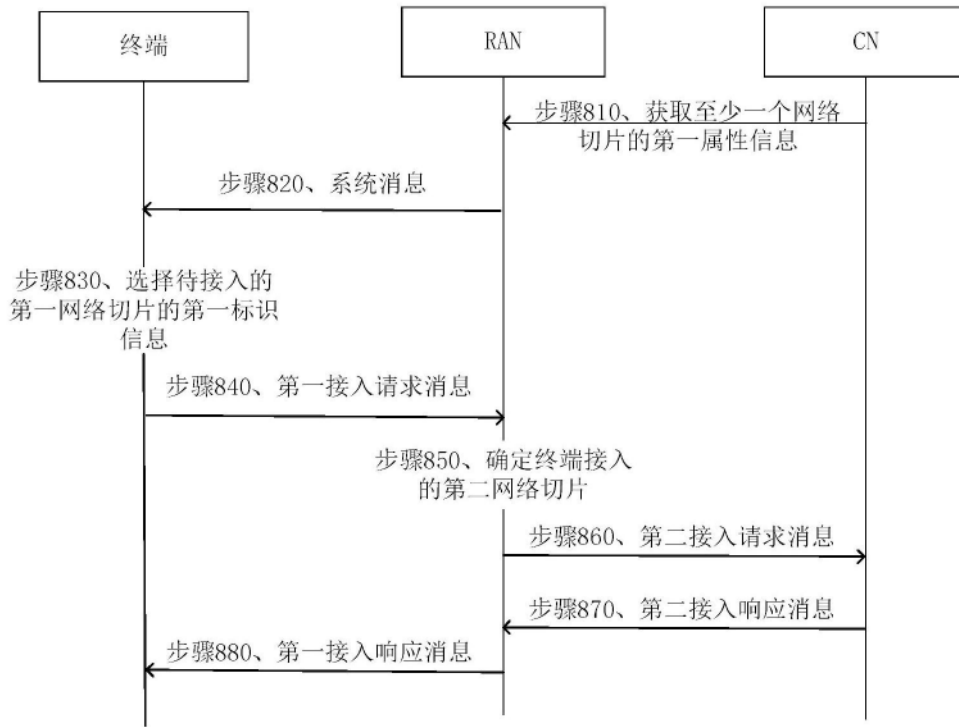 终端
RAN
CN
步骤810、获取至少一个网络
切片的第一属性信息
步骤820、系统消息
步骤830、选择待接入的
第一网络切片的第一标识
信息
步骤840、第一接入请求消息
步骤850、确定终端接入
的第二网络切片
步骤860、第二接入请求消息
步骤870、第二接入响应消息
步骤880、第一接入响应消息